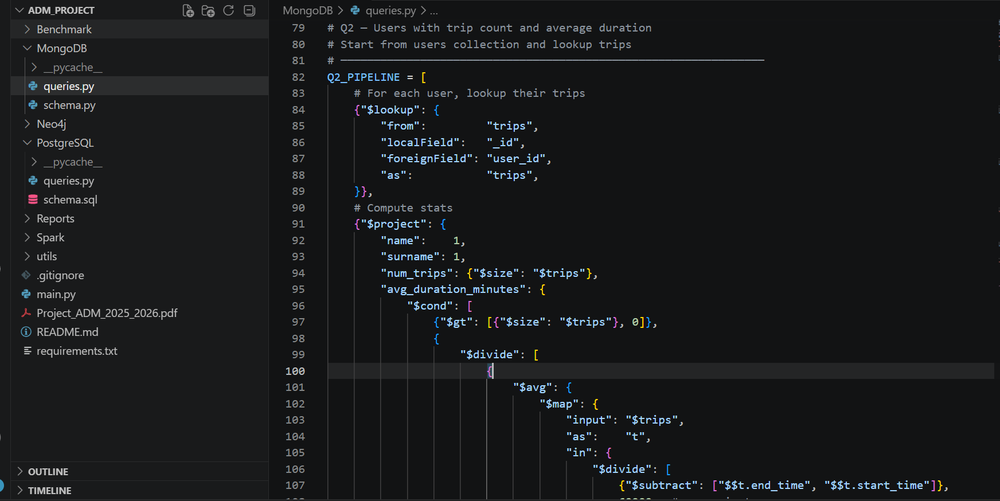 ADM_PROJECT
Benchmark
MongoDB
__pycache__
queries.py
schema.py
Neo4j
PostgreSQL
__pycache__
queries.py
schema.sql
Reports
Spark
utils
.gitignore
main.py
Project_ADM_2025_2026.pdf
README.md
requirements.txt
OUTLINE
TIMELINE
MongoDB > queries.py > ...
79 # Q2 — Users with trip count and average duration
80 # Start from users collection and lookup trips
81 # ────────────────────────────────────────────────────────────────
82 Q2_PIPELINE = [
83     # For each user, lookup their trips
84     {"$lookup": {
85         "from":         "trips",
86         "localField":   "_id",
87         "foreignField": "user_id",
88         "as":           "trips",
89     }},
90     # Compute stats
91     {"$project": {
92         "name":    1,
93         "surname": 1,
94         "num_trips": {"$size": "$trips"},
95         "avg_duration_minutes": {
96             "$cond": [
97                 {"$gt": [{"$size": "$trips"}, 0]},
98                 {
99                     "$divide": [
100                         {
101                             "$avg": {
102                                 "$map": {
103                                     "input": "$trips",
104                                     "as":    "t",
105                                     "in": {
106                                         "$divide": [
107                                             {"$subtract": ["$$t.end_time", "$$t.start_time"]},